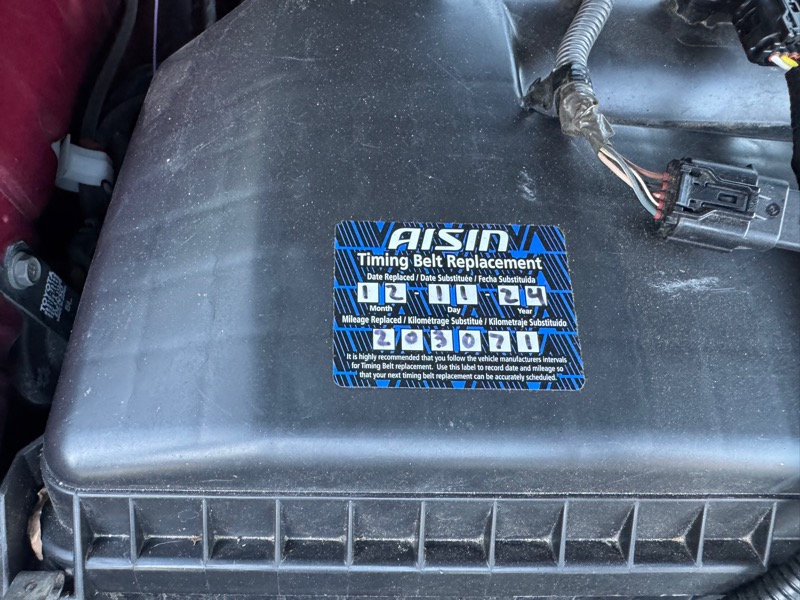 AISIN
Timing Belt Replacement
Date Replaced / Date Substituée / Fecha Substituida
12-11-24
Month Day Year
Mileage Replaced / Kilométrage Substitué / Kilometraje Substituido
203071
It is highly recommended that you follow the vehicle manufacturers intervals
for Timing Belt replacement. Use this label to record date and mileage so
that your next timing belt replacement can be accurately scheduled.